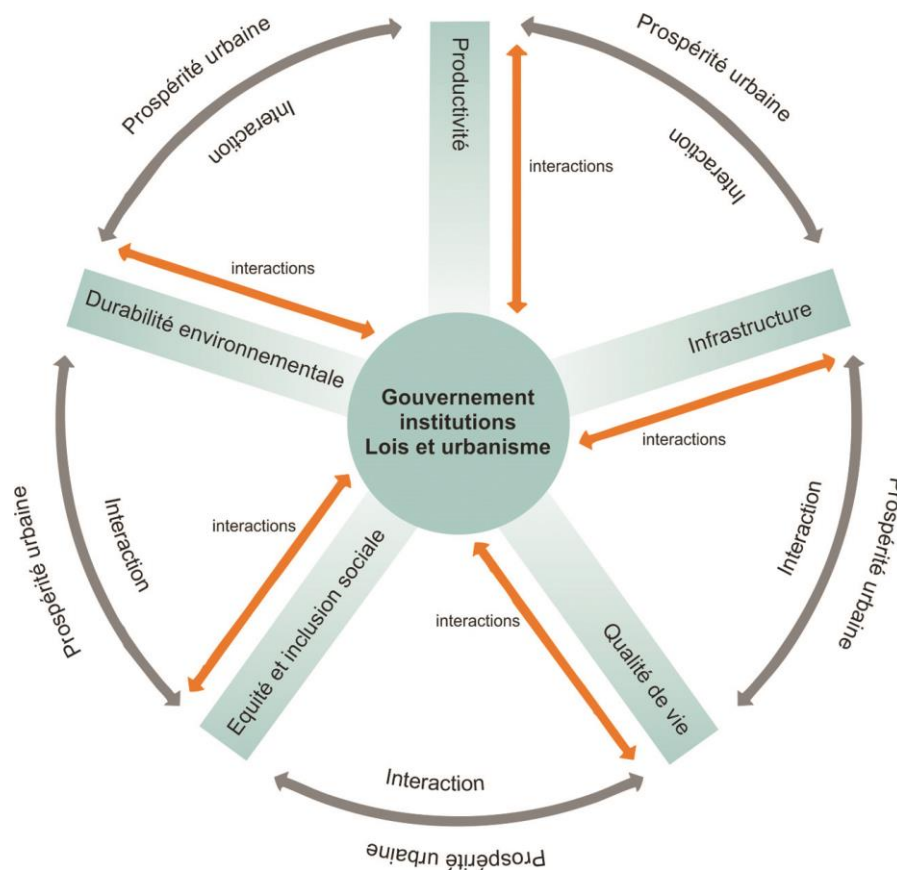 Prospérité urbaine
Interaction
Productivité
interactions
Prospérité urbaine
Interaction
interactions
Durabilité environnementale
Infrastructure
Gouvernement
institutions
Lois et urbanisme
interactions
Prospérité urbaine
Interaction
interactions
Equité et inclusion sociale
interactions
Qualité de vie
Interaction
Prospérité urbaine
Interaction
Prospérité urbaine